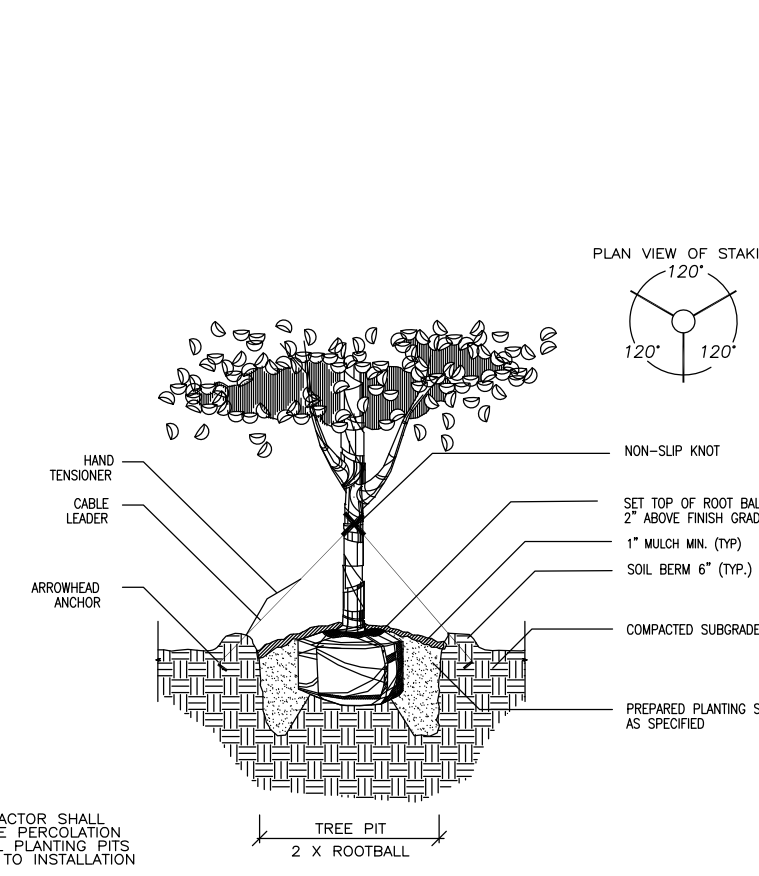 PLAN VIEW OF STAKI
120°
120°
120°
HAND
TENSIONER
CABLE
LEADER
ARROWHEAD
ANCHOR
NON-SLIP KNOT
SET TOP OF ROOT BAL
2" ABOVE FINISH GRAD
1" MULCH MIN. (TYP)
SOIL BERM 6" (TYP.)
COMPACTED SUBGRADE
PREPARED PLANTING S
AS SPECIFIED
ACTOR SHALL
E PERCOLATION
PLANTING PITS
TO INSTALLATION
TREE PIT
2 X ROOTBALL